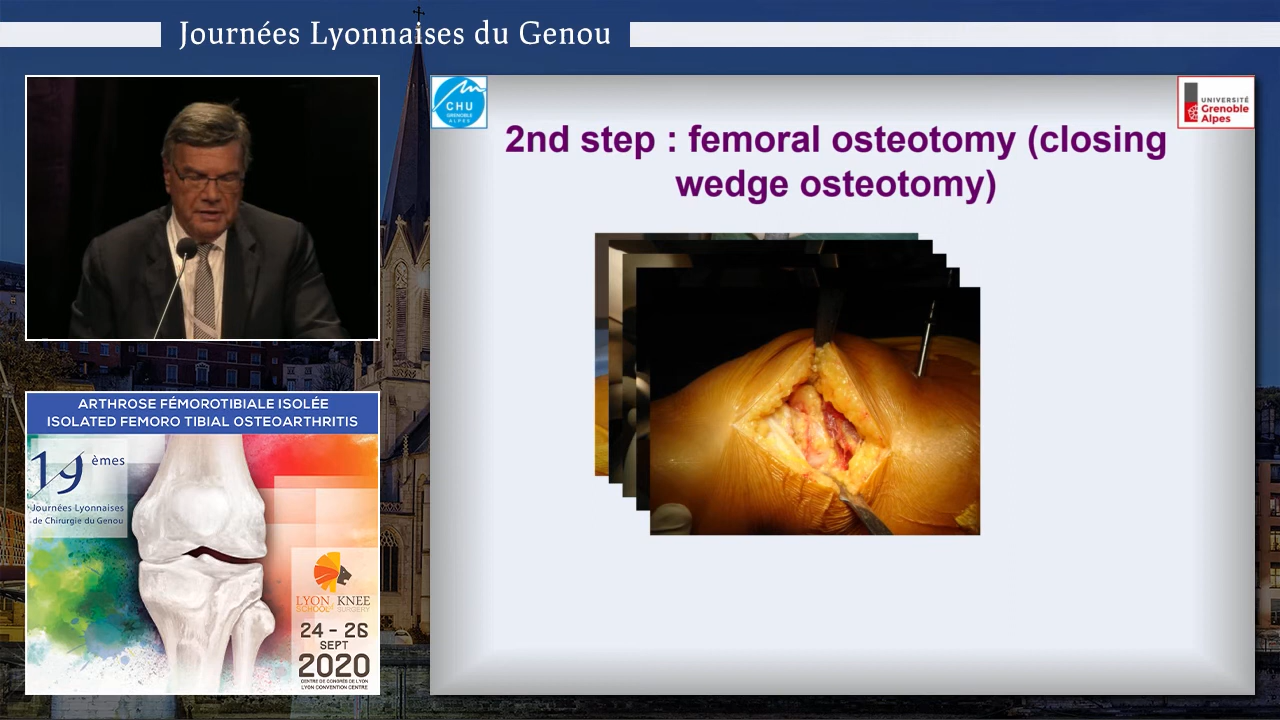 Journées Lyonnaises du Genou
CHU
GRENOBLE
ALPES
UNIVERSITÉ
Grenoble
Alpes
2nd step : femoral osteotomy (closing
wedge osteotomy)
ARTHROSE FÉMOROTIBIALE ISOLÉE
ISOLATED FEMORO TIBIAL OSTEOARTHRITIS
19 èmes
Journées Lyonnaises
de Chirurgie du Genou
LYON KNEE
SCHOOL OF SURGERY
24 - 26
SEPT
2020
CENTRE DE CONGRÈS DE LYON
LYON CONVENTION CENTRE